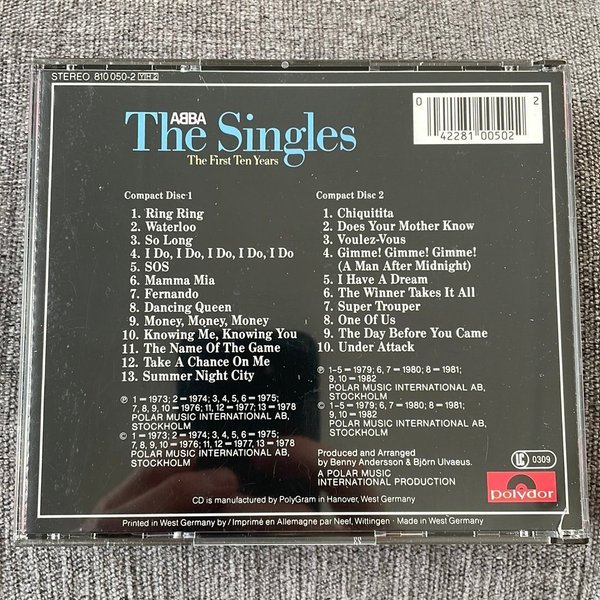 STEREO 810 050-2 Y|H 2
ABBA
The Singles
The First Ten Years
0 42281 00502 2
Compact Disc 1
1. Ring Ring
2. Waterloo
3. So Long
4. I Do, I Do, I Do, I Do, I Do
5. SOS
6. Mamma Mia
7. Fernando
8. Dancing Queen
9. Money, Money, Money
10. Knowing Me, Knowing You
11. The Name Of The Game
12. Take A Chance On Me
13. Summer Night City
℗ 1=1973; 2=1974; 3, 4, 5, 6=1975;
7, 8, 9, 10=1976; 11, 12=1977; 13=1978
POLAR MUSIC INTERNATIONAL AB,
STOCKHOLM
© 1=1973; 2=1974; 3, 4, 5, 6=1975;
7, 8, 9, 10=1976; 11, 12=1977; 13=1978
POLAR MUSIC INTERNATIONAL AB,
STOCKHOLM
Compact Disc 2
1. Chiquitita
2. Does Your Mother Know
3. Voulez-Vous
4. Gimme! Gimme! Gimme!
(A Man After Midnight)
5. I Have A Dream
6. The Winner Takes It All
7. Super Trouper
8. One Of Us
9. The Day Before You Came
10. Under Attack
℗ 1–5=1979; 6, 7=1980; 8=1981;
9, 10=1982
POLAR MUSIC INTERNATIONAL AB,
STOCKHOLM
© 1–5=1979; 6, 7=1980; 8=1981;
9, 10=1982
POLAR MUSIC INTERNATIONAL AB,
STOCKHOLM
Produced and Arranged
by Benny Andersson & Björn Ulvaeus.
A POLAR MUSIC
INTERNATIONAL PRODUCTION
LC 0309
polydor
CD is manufactured by PolyGram in Hanover, West Germany
Printed in West Germany by / Imprimé en Allemagne par Neef, Wittingen · Made in West Germany